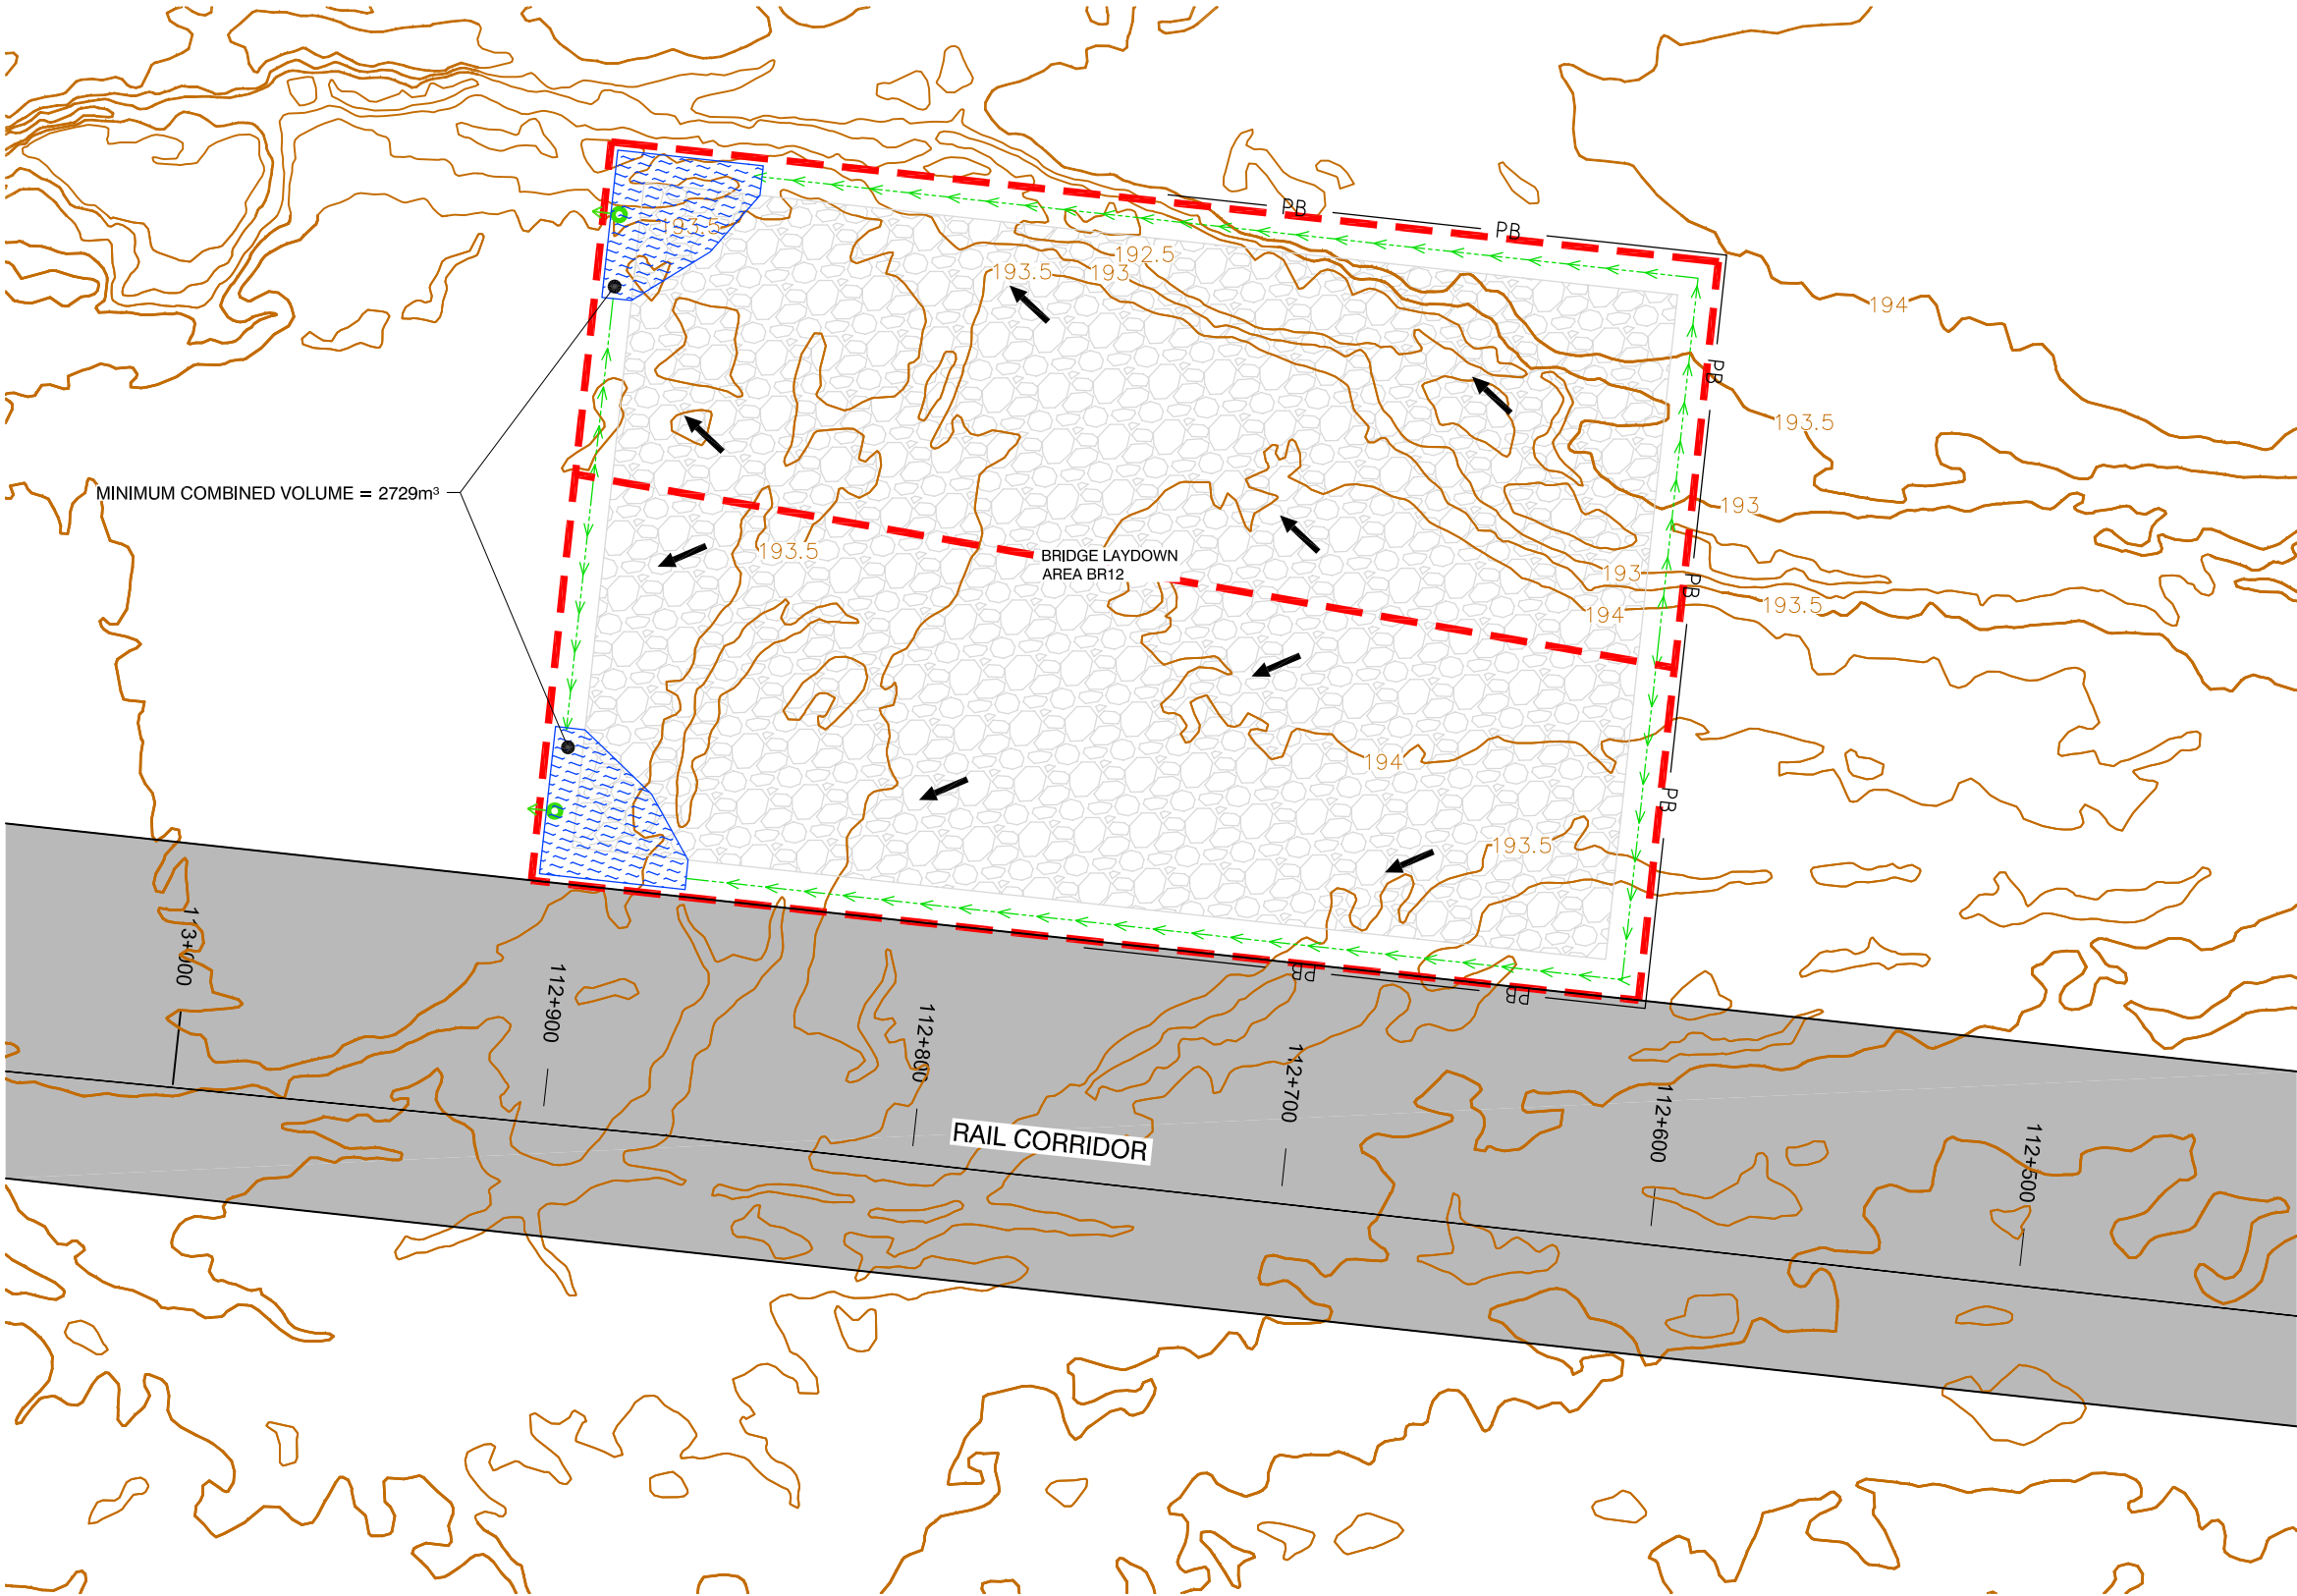 PB
PB
193.5
192.5
193.5
193
194
PB
193.5
MINIMUM COMBINED VOLUME = 2729m³
193
193.5
BRIDGE LAYDOWN
AREA BR12
193
PB
193.5
194
194
PB
193.5
113+000
112+900
PB
PB
112+800
112+700
112+600
RAIL CORRIDOR
112+500